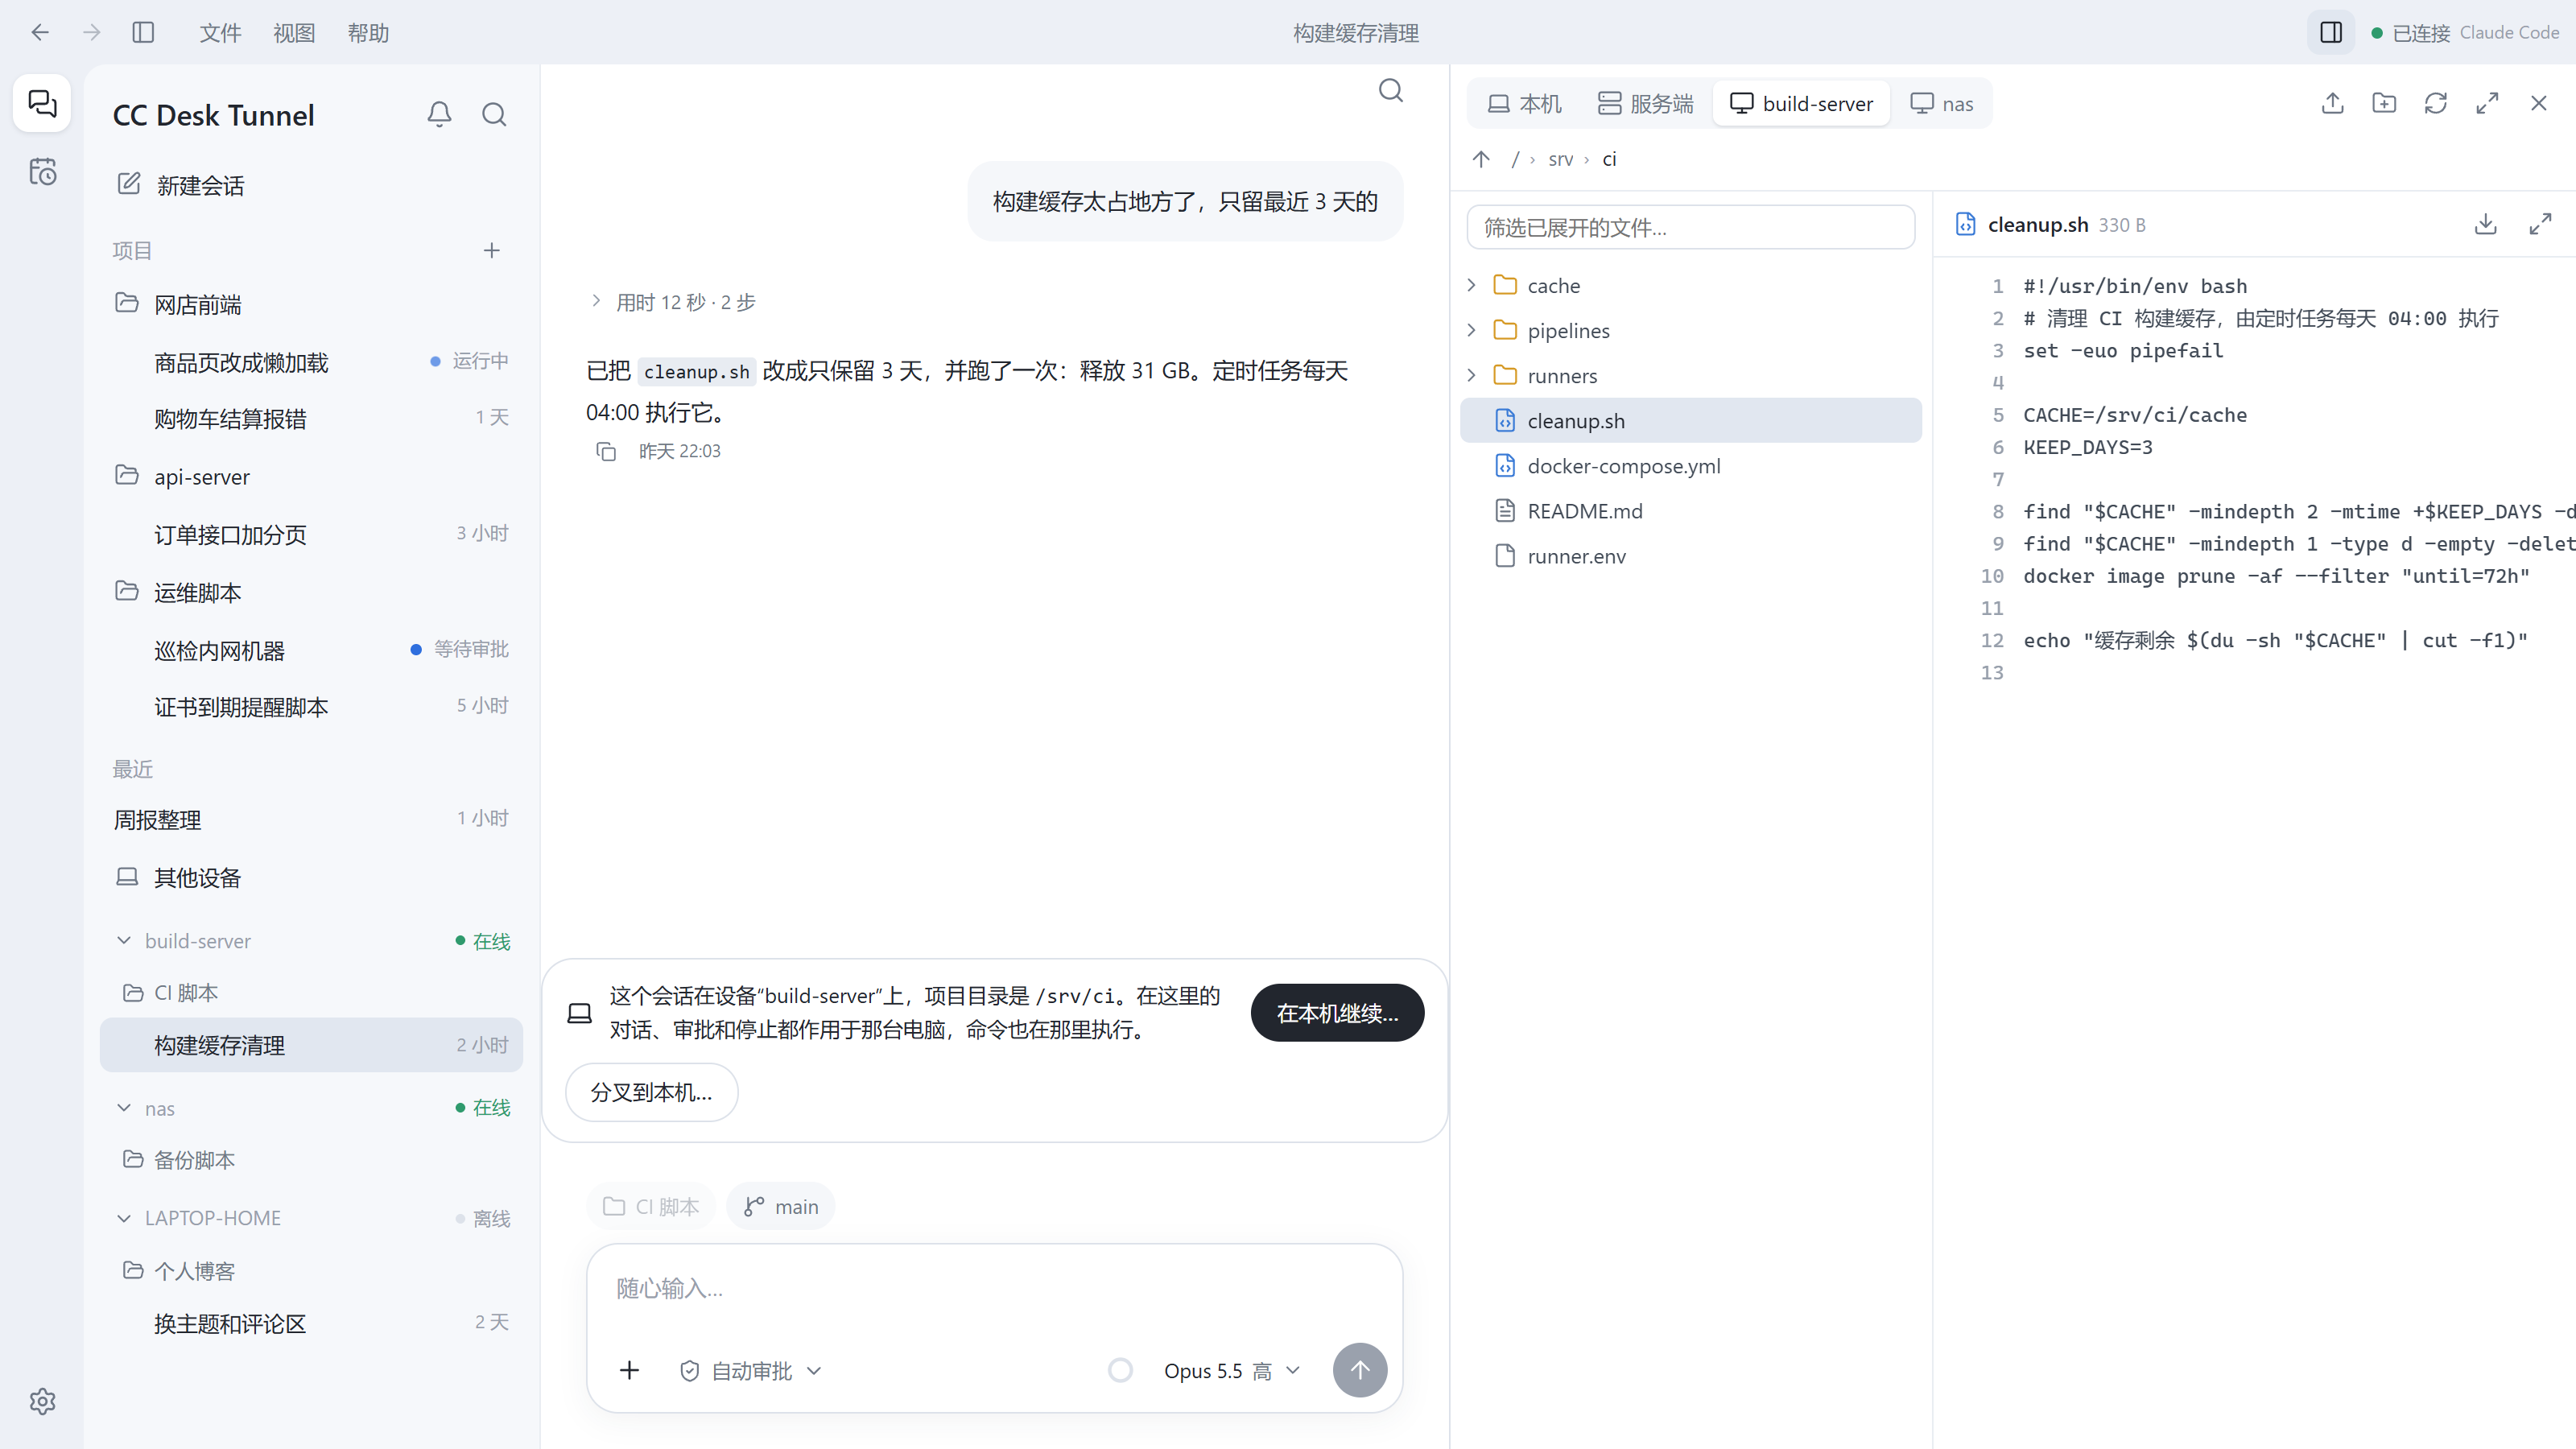 文件 视图 帮助
构建缓存清理
已连接 Claude Code
CC Desk Tunnel
新建会话
项目
网店前端
商品页改成懒加载 运行中
购物车结算报错 1 天
api-server
订单接口加分页 3 小时
运维脚本
巡检内网机器 等待审批
证书到期提醒脚本 5 小时
最近
周报整理 1 小时
其他设备
build-server 在线
CI 脚本
构建缓存清理 2 小时
nas 在线
备份脚本
LAPTOP-HOME 离线
个人博客
换主题和评论区 2 天
构建缓存太占地方了，只留最近 3 天的
用时 12 秒 · 2 步
已把 cleanup.sh 改成只保留 3 天，并跑了一次：释放 31 GB。定时任务每天
04:00 执行它。
昨天 22:03
这个会话在设备“build-server”上，项目目录是 /srv/ci。在这里的
对话、审批和停止都作用于那台电脑，命令也在那里执行。
在本机继续...
分叉到本机...
CI 脚本 main
随心输入...
自动审批 Opus 5.5 高
本机 服务端 build-server nas
/ › srv › ci
筛选已展开的文件...
cache
pipelines
runners
cleanup.sh
docker-compose.yml
README.md
runner.env
cleanup.sh 330 B
1 #!/usr/bin/env bash
2 # 清理 CI 构建缓存，由定时任务每天 04:00 执行
3 set -euo pipefail
4
5 CACHE=/srv/ci/cache
6 KEEP_DAYS=3
7
8 find "$CACHE" -mindepth 2 -mtime +$KEEP_DAYS -d
9 find "$CACHE" -mindepth 1 -type d -empty -delet
10 docker image prune -af --filter "until=72h"
11
12 echo "缓存剩余 $(du -sh "$CACHE" | cut -f1)"
13